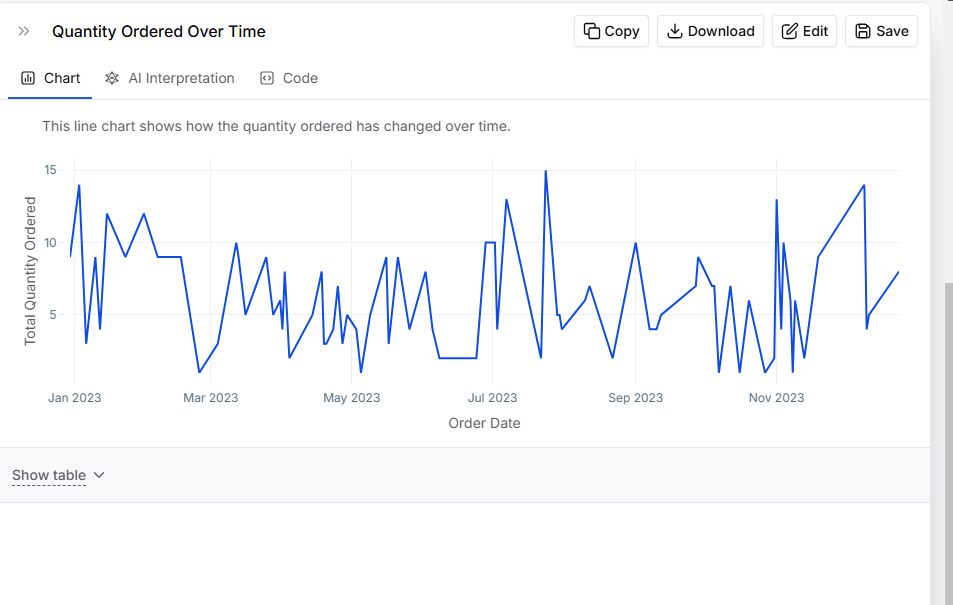 Quantity Ordered Over Time
Copy
Download
Edit
Save
Chart
AI Interpretation
Code
This line chart shows how the quantity ordered has changed over time.
Total Quantity Ordered
15
10
5
Jan 2023
Mar 2023
May 2023
Jul 2023
Sep 2023
Nov 2023
Order Date
Show table